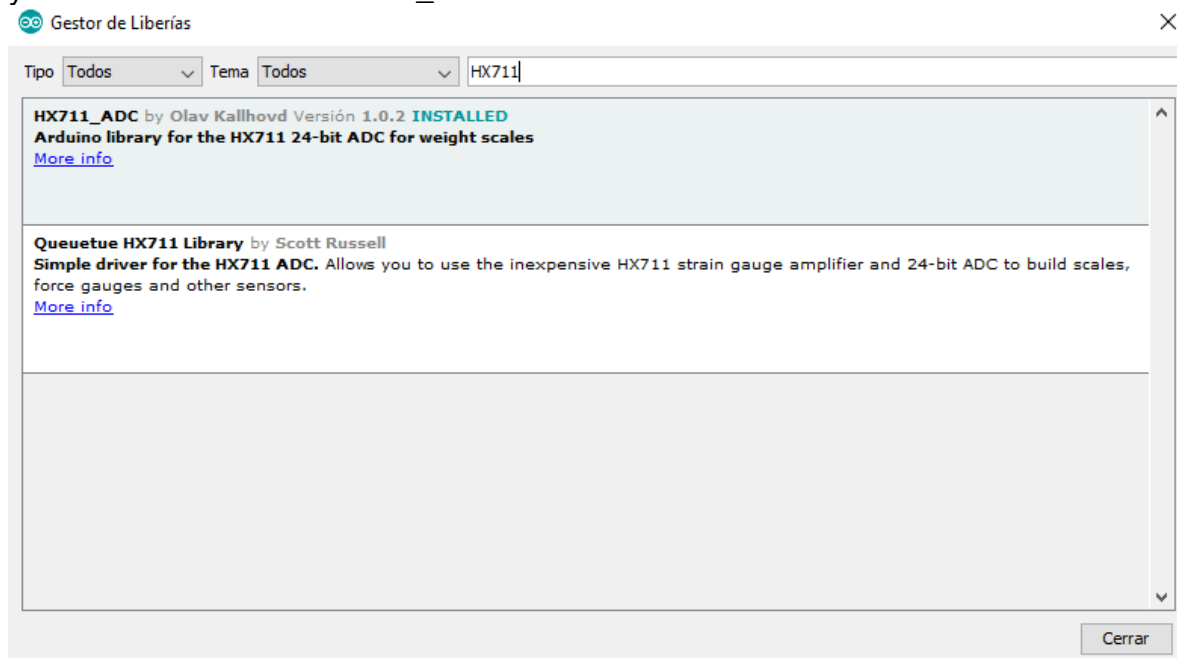 Gestor de Liberías
Tipo Todos Tema Todos HX711
HX711_ADC by Olav Kallhovd Versión 1.0.2 INSTALLED
Arduino library for the HX711 24-bit ADC for weight scales
More info
Queuetue HX711 Library by Scott Russell
Simple driver for the HX711 ADC. Allows you to use the inexpensive HX711 strain gauge amplifier and 24-bit ADC to build scales,
force gauges and other sensors.
More info
Cerrar